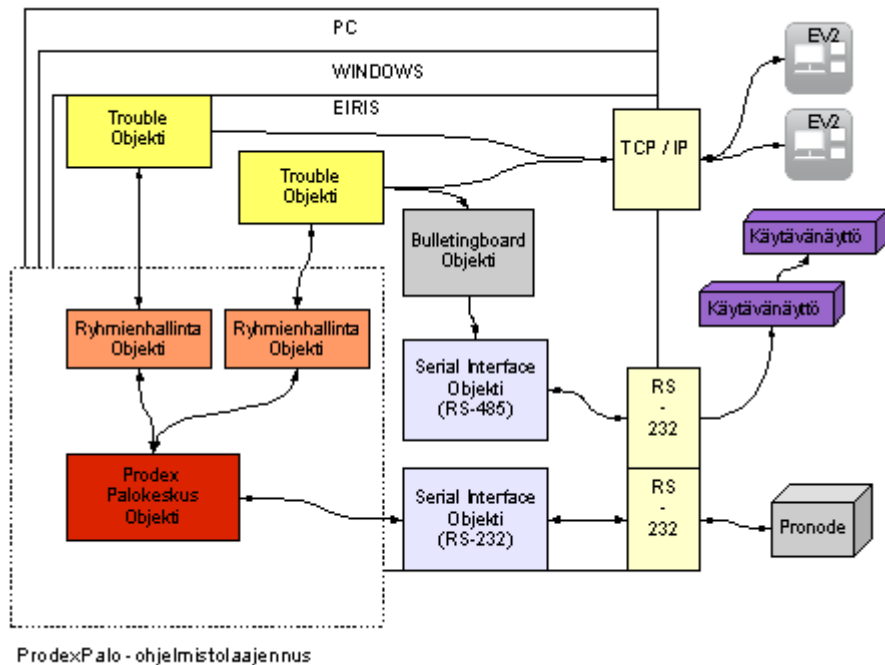 PC
WINDOWS
EIRIS
EV2
EV2
Trouble
Objekti
Trouble
Objekti
TCP / IP
Bulletingboard
Objekti
Käytävänäyttö
Käytävänäyttö
Ryhmienhallinta
Objekti
Ryhmienhallinta
Objekti
Serial Interface
Objekti
(RS-485)
RS
-
232
Prodex
Palokeskus
Objekti
Serial Interface
Objekti
(RS-232)
RS
-
232
Pronode
ProdexPalo - ohjelmistolaajennus